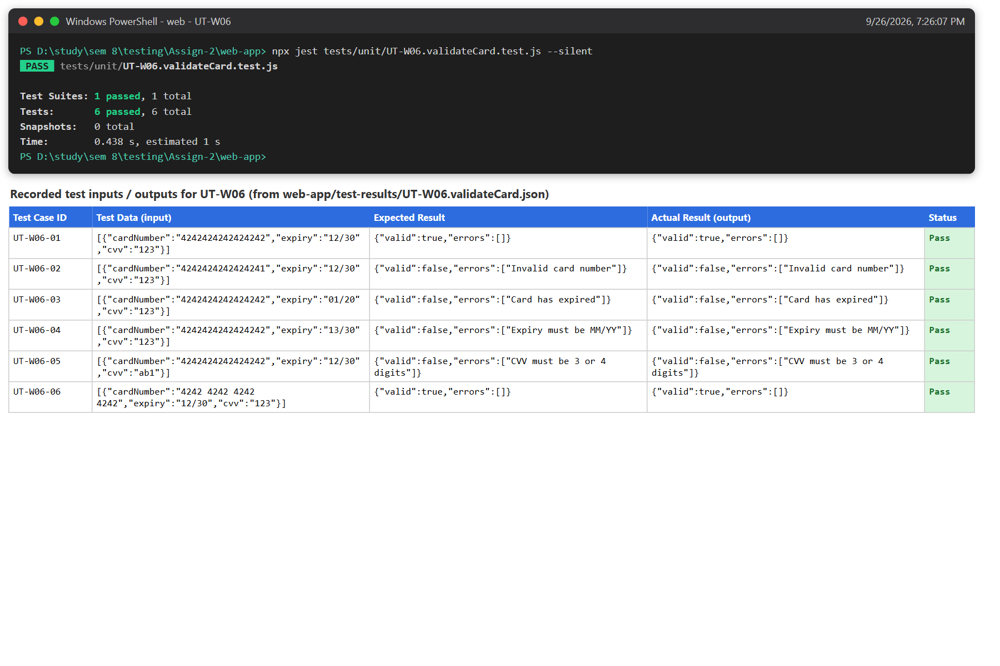 Windows PowerShell - web - UT-W06
9/26/2026, 7:26:07 PM
PS D:\study\sem 8\testing\Assign-2\web-app> npx jest tests/unit/UT-W06.validateCard.test.js --silent
PASS tests/unit/UT-W06.validateCard.test.js
Test Suites: 1 passed, 1 total
Tests: 6 passed, 6 total
Snapshots: 0 total
Time: 0.438 s, estimated 1 s
PS D:\study\sem 8\testing\Assign-2\web-app>
Recorded test inputs / outputs for UT-W06 (from web-app/test-results/UT-W06.validateCard.json)
Test Case ID Test Data (input) Expected Result Actual Result (output) Status
UT-W06-01 [{"cardNumber":"4242424242424242","expiry":"12/30" {"valid":true,"errors":[]} {"valid":true,"errors":[]} Pass
,"cvv":"123"}]
UT-W06-02 [{"cardNumber":"4242424242424241","expiry":"12/30" {"valid":false,"errors":["Invalid card number"]} {"valid":false,"errors":["Invalid card number"]} Pass
,"cvv":"123"}]
UT-W06-03 [{"cardNumber":"4242424242424242","expiry":"01/20" {"valid":false,"errors":["Card has expired"]} {"valid":false,"errors":["Card has expired"]} Pass
,"cvv":"123"}]
UT-W06-04 [{"cardNumber":"4242424242424242","expiry":"13/30" {"valid":false,"errors":["Expiry must be MM/YY"]} {"valid":false,"errors":["Expiry must be MM/YY"]} Pass
,"cvv":"123"}]
UT-W06-05 [{"cardNumber":"4242424242424242","expiry":"12/30" {"valid":false,"errors":["CVV must be 3 or 4 {"valid":false,"errors":["CVV must be 3 or 4 Pass
,"cvv":"ab1"}] digits"]} digits"]}
UT-W06-06 [{"cardNumber":"4242 4242 4242 {"valid":true,"errors":[]} {"valid":true,"errors":[]} Pass
4242","expiry":"12/30","cvv":"123"}]